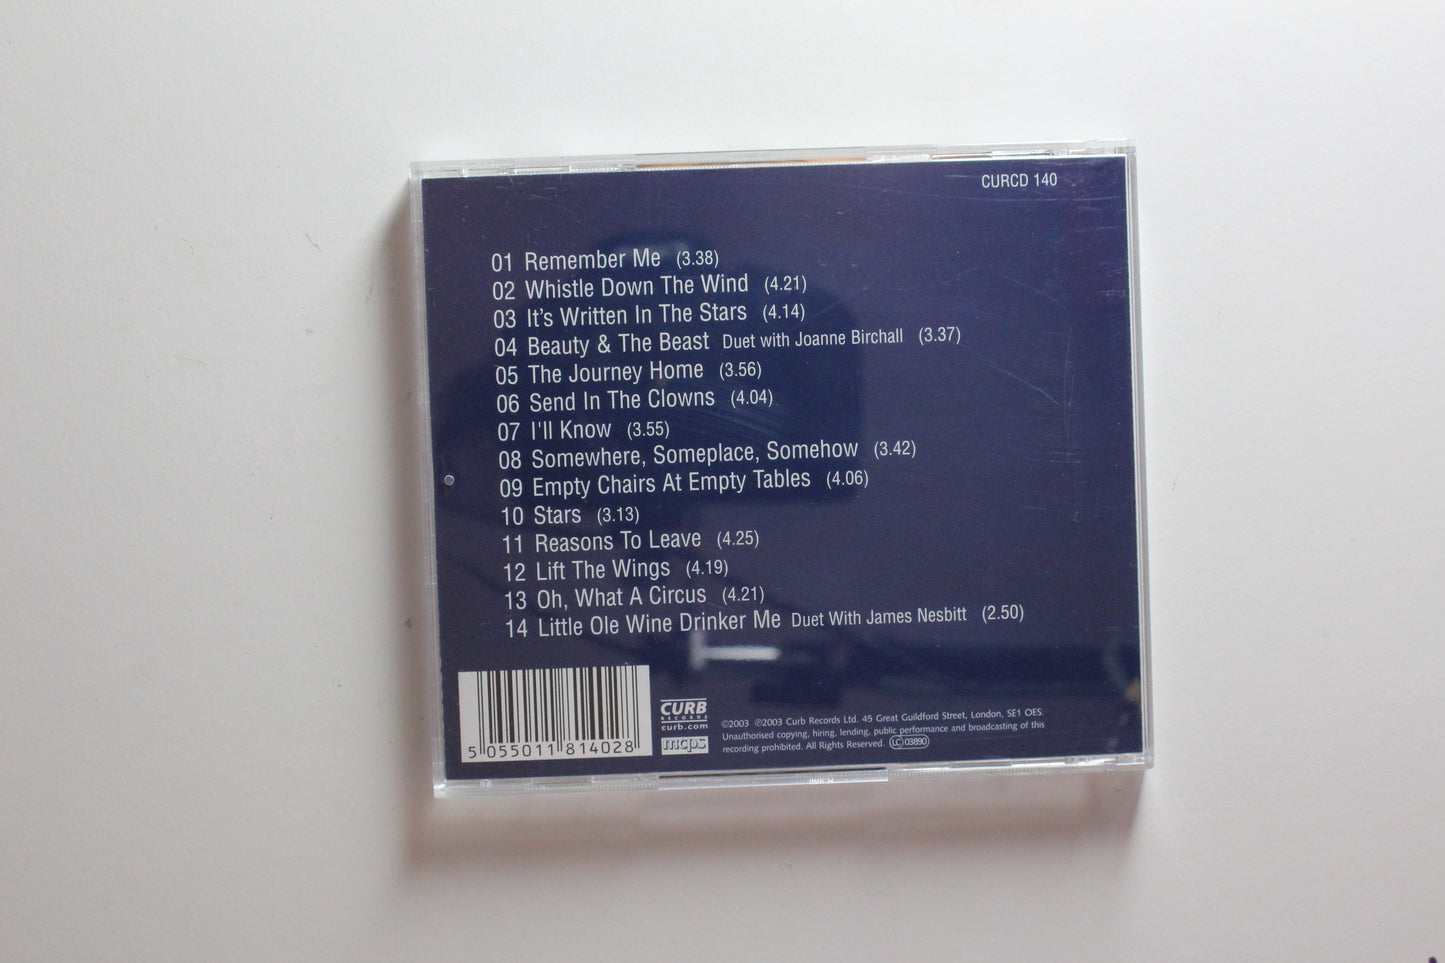 CURCD 140
01 Remember Me (3.38)
02 Whistle Down The Wind (4.21)
03 It's Written In The Stars (4.14)
04 Beauty & The Beast Duet with Joanne Birchall (3.37)
05 The Journey Home (3.56)
06 Send In The Clowns (4.04)
07 I'll Know (3.55)
08 Somewhere, Someplace, Somehow (3.42)
09 Empty Chairs At Empty Tables (4.06)
10 Stars (3.13)
11 Reasons To Leave (4.25)
12 Lift The Wings (4.19)
13 Oh, What A Circus (4.21)
14 Little Ole Wine Drinker Me Duet With James Nesbitt (2.50)
5 055011 814028
CURB
RECORDS
curb.com
mcps
©2003 ℗2003 Curb Records Ltd. 45 Great Guildford Street, London, SE1 OES.
Unauthorised copying, hiring, lending, public performance and broadcasting of this
recording prohibited. All Rights Reserved. LC 03890